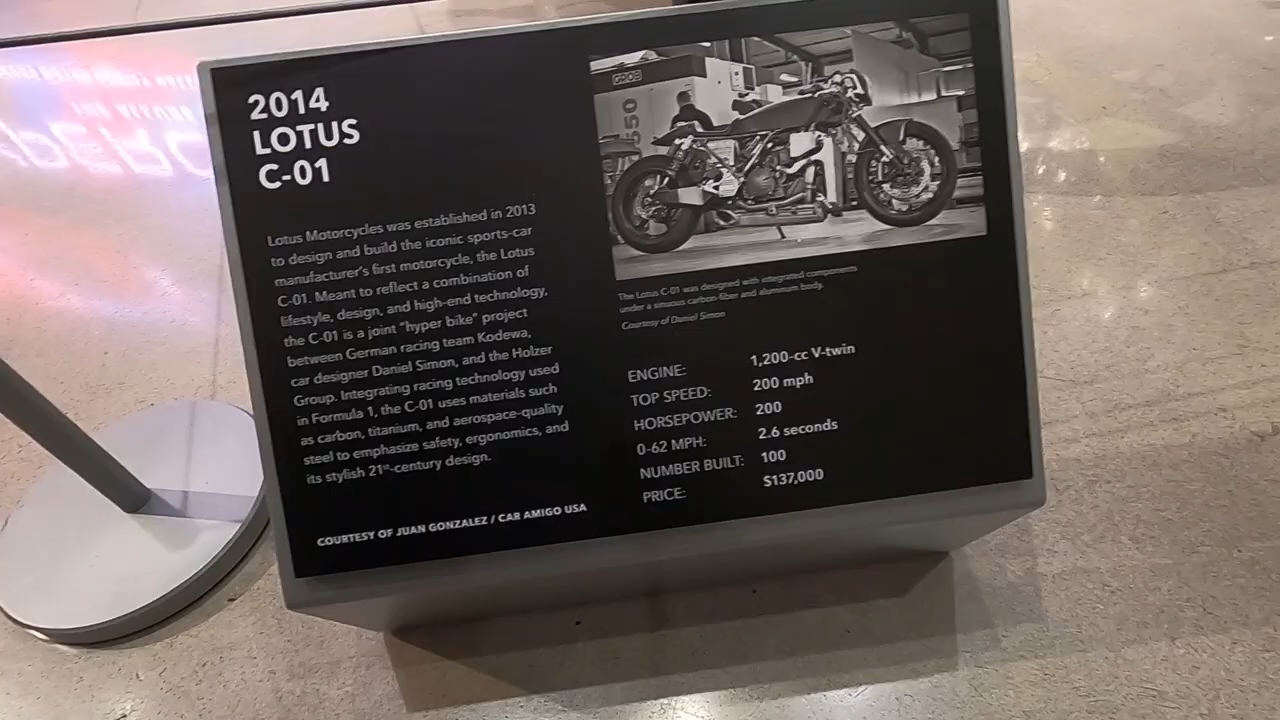 2014
LOTUS
C-01
Lotus Motorcycles was established in 2013
to design and build the iconic sports-car
manufacturer's first motorcycle, the Lotus
C-01. Meant to reflect a combination of
lifestyle, design, and high-end technology,
the C-01 is a joint "hyper bike" project
between German racing team Kodewa,
car designer Daniel Simon, and the Holzer
Group. Integrating racing technology used
in Formula 1, the C-01 uses materials such
as carbon, titanium, and aerospace-quality
steel to emphasize safety, ergonomics, and
its stylish 21st-century design.
COURTESY OF JUAN GONZALEZ / CAR AMIGO USA
GROB
550
The Lotus C-01 was designed with integrated components
under a sinuous carbon-fiber and aluminum body.
Courtesy of Daniel Simon
ENGINE: 1,200-cc V-twin
TOP SPEED: 200 mph
HORSEPOWER: 200
0-62 MPH: 2.6 seconds
NUMBER BUILT: 100
PRICE: $137,000